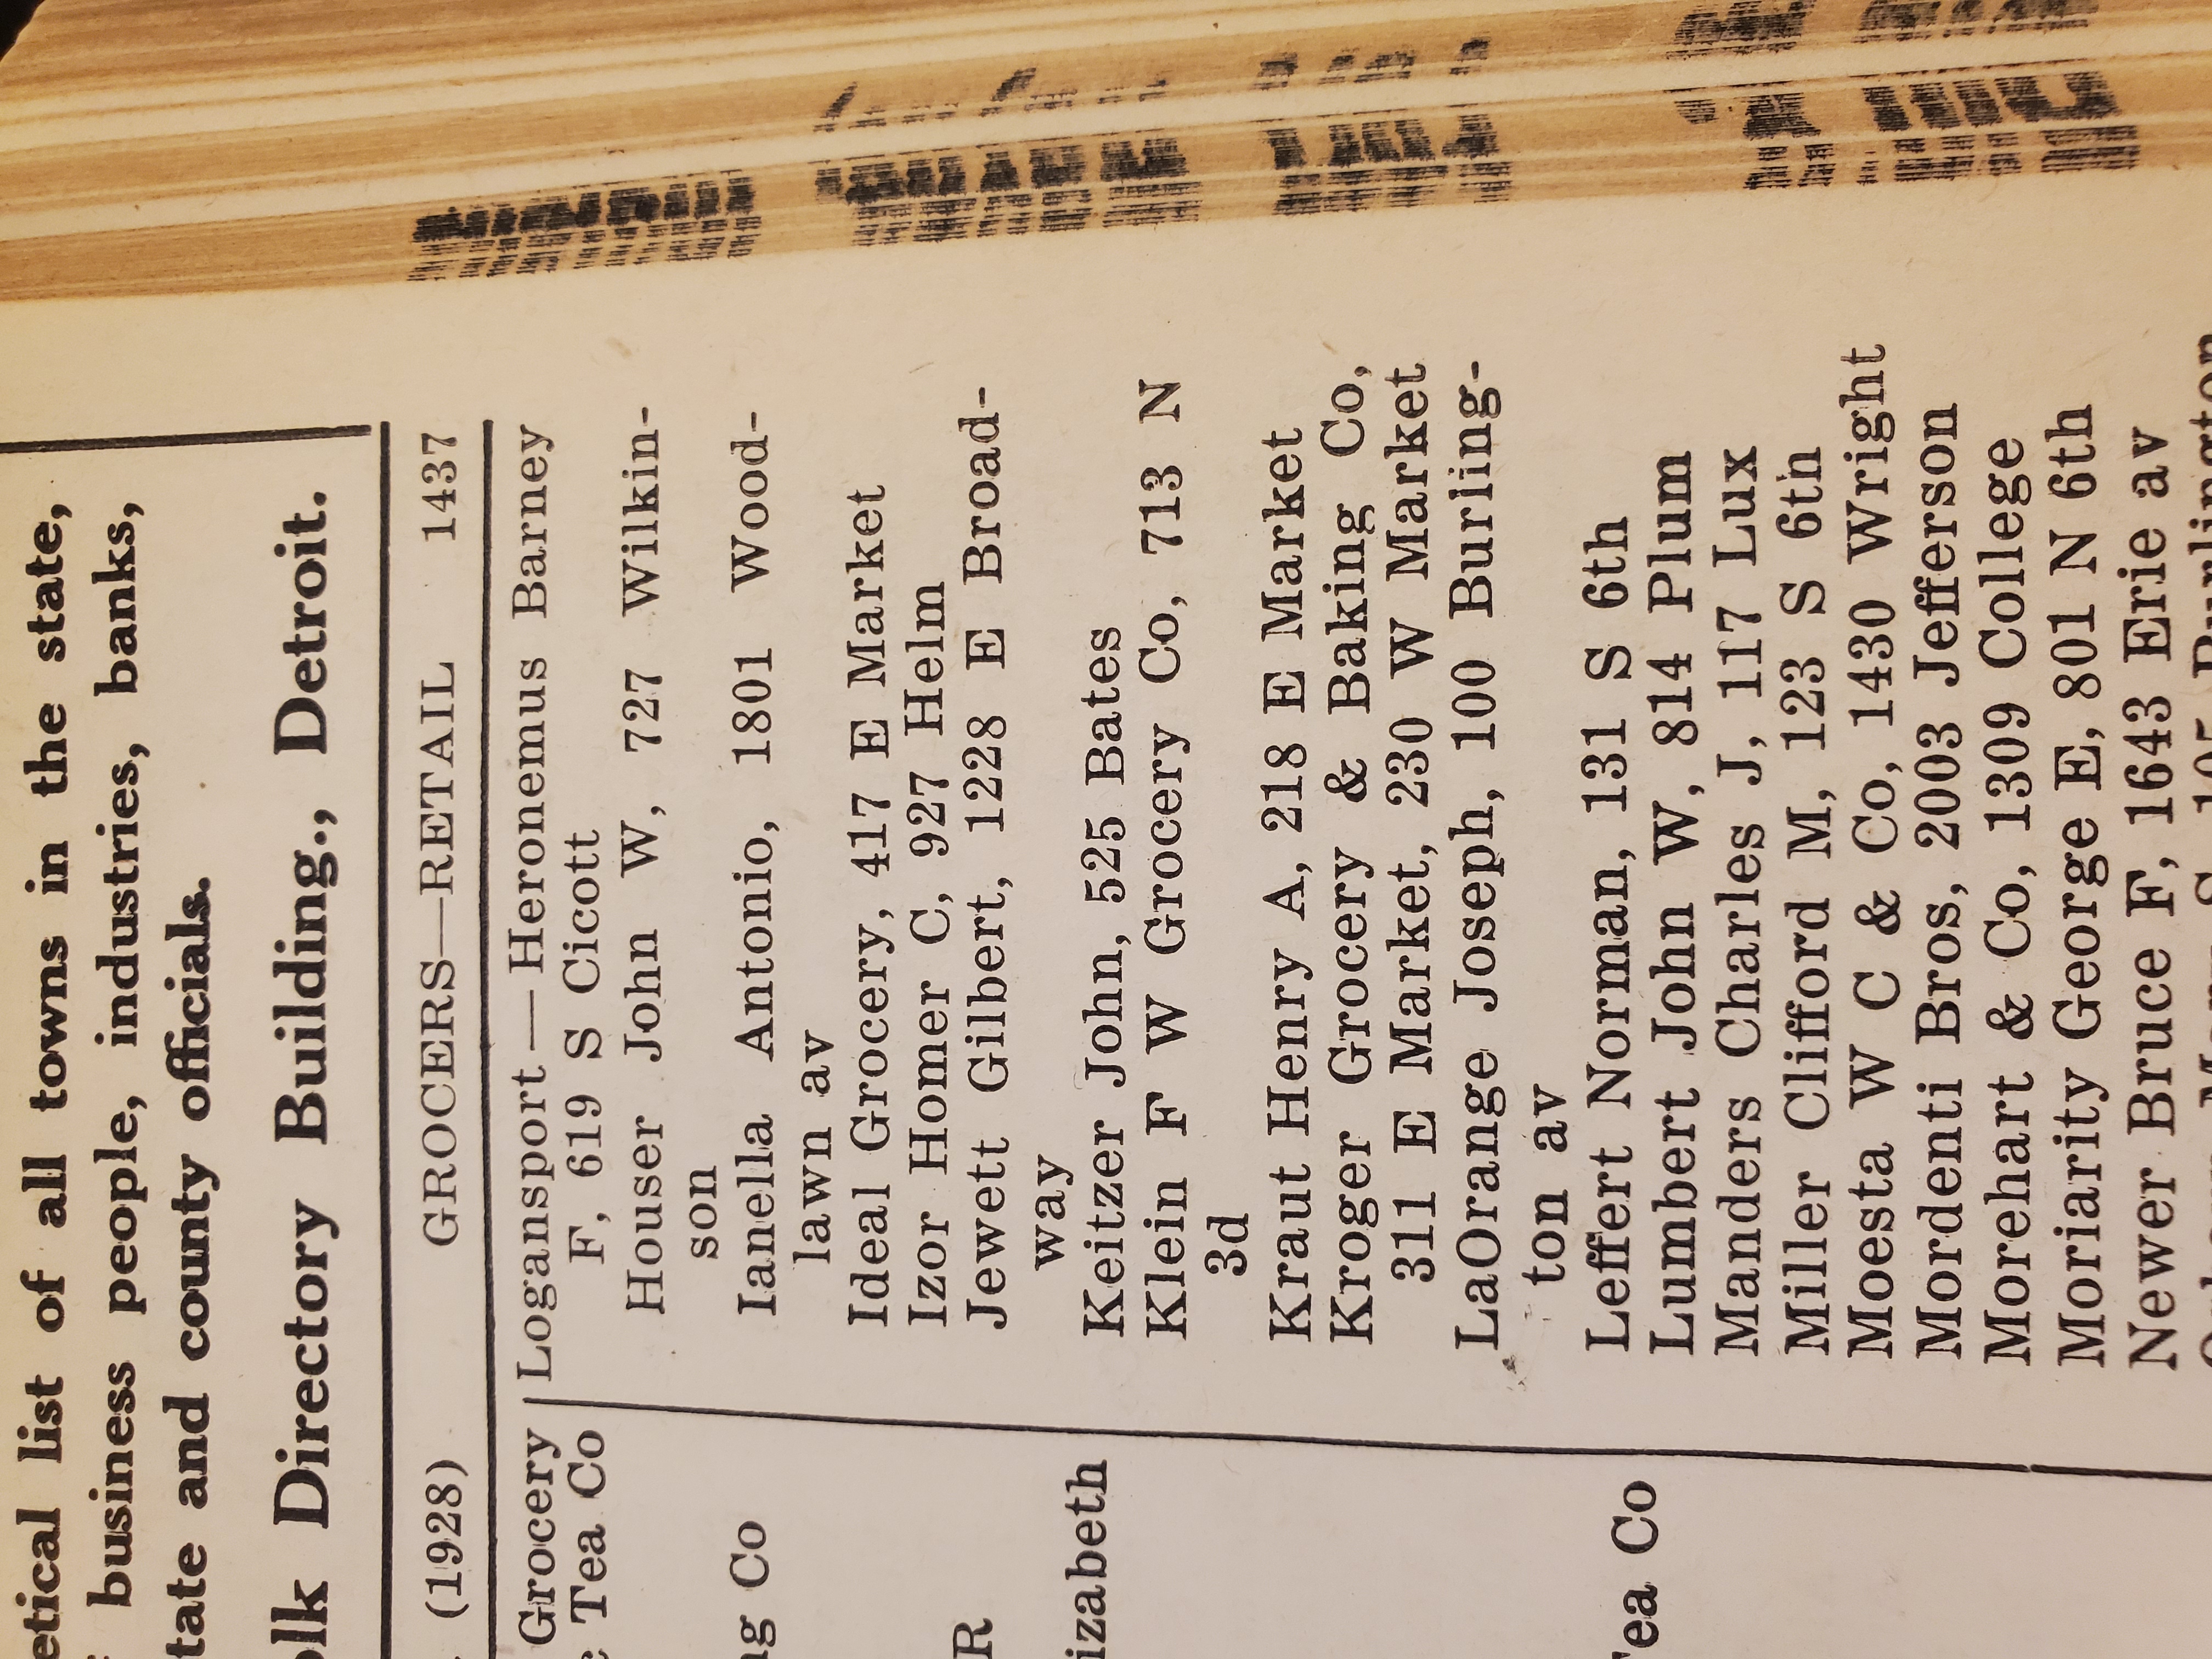 etical list of all towns in the state,
business people, industries, banks,
tate and county officials.
olk Directory Building., Detroit.
(1928) GROCERS—RETAIL 1437
Grocery
Tea Co
ng Co
R
izabeth
Tea Co
Logansport—Heronemus Barney
F, 619 S Cicott
Houser John W, 727 Wilkin-
son
Ianella Antonio, 1801 Wood-
lawn av
Ideal Grocery, 417 E Market
Izor Homer C, 927 Helm
Jewett Gilbert, 1228 E Broad-
way
Keitzer John, 525 Bates
Klein F W Grocery Co, 713 N
3d
Kraut Henry A, 218 E Market
Kroger Grocery & Baking Co,
311 E Market, 230 W Market
LaOrange Joseph, 100 Burling-
ton av
Leffert Norman, 131 S 6th
Lumbert John W, 814 Plum
Manders Charles J, 117 Lux
Miller Clifford M, 123 S 6th
Moesta W C & Co, 1430 Wright
Mordenti Bros, 2003 Jefferson
Morehart & Co, 1309 College
Moriarity George E, 801 N 6th
Newer Bruce F, 1643 Erie av
S, 105 Burlington